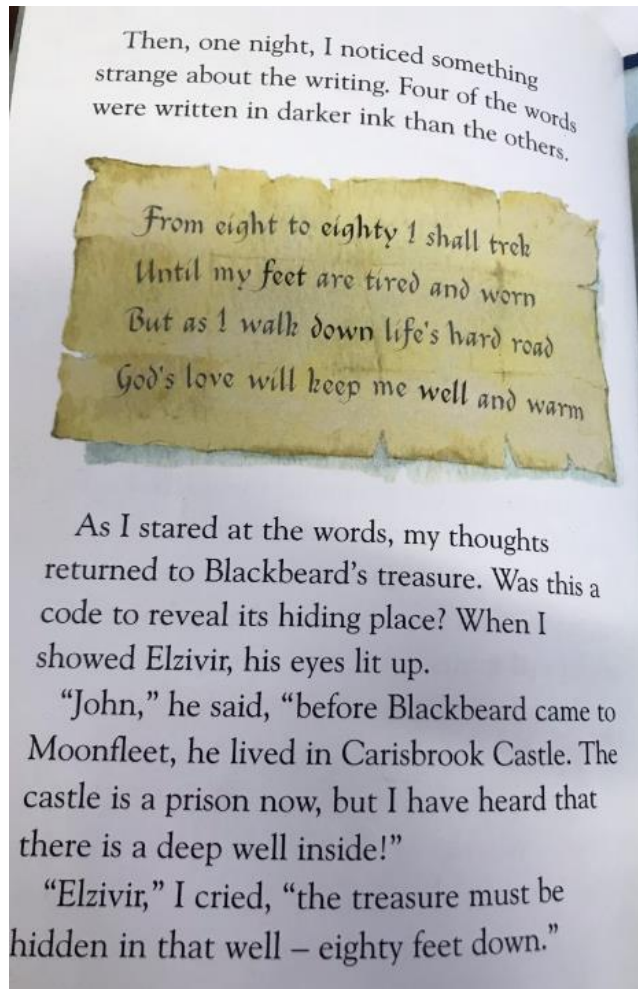 Then, one night, I noticed something
strange about the writing. Four of the words
were written in darker ink than the others.
From eight to eighty I shall trek
Until my feet are tired and worn
But as I walk down life's hard road
God's love will keep me well and warm
As I stared at the words, my thoughts
returned to Blackbeard's treasure. Was this a
code to reveal its hiding place? When I
showed Elzivir, his eyes lit up.
“John,” he said, “before Blackbeard came to
Moonfleet, he lived in Carisbrook Castle. The
castle is a prison now, but I have heard that
there is a deep well inside!”
“Elzivir,” I cried, “the treasure must be
hidden in that well – eighty feet down.”